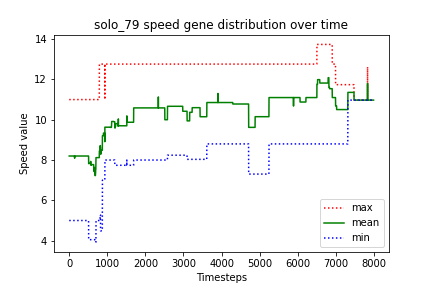 solo_79 speed gene distribution over time
14
12
10
8
6
4
Speed value
0
1000
2000
3000
4000
5000
6000
7000
8000
Timesteps
max
mean
min